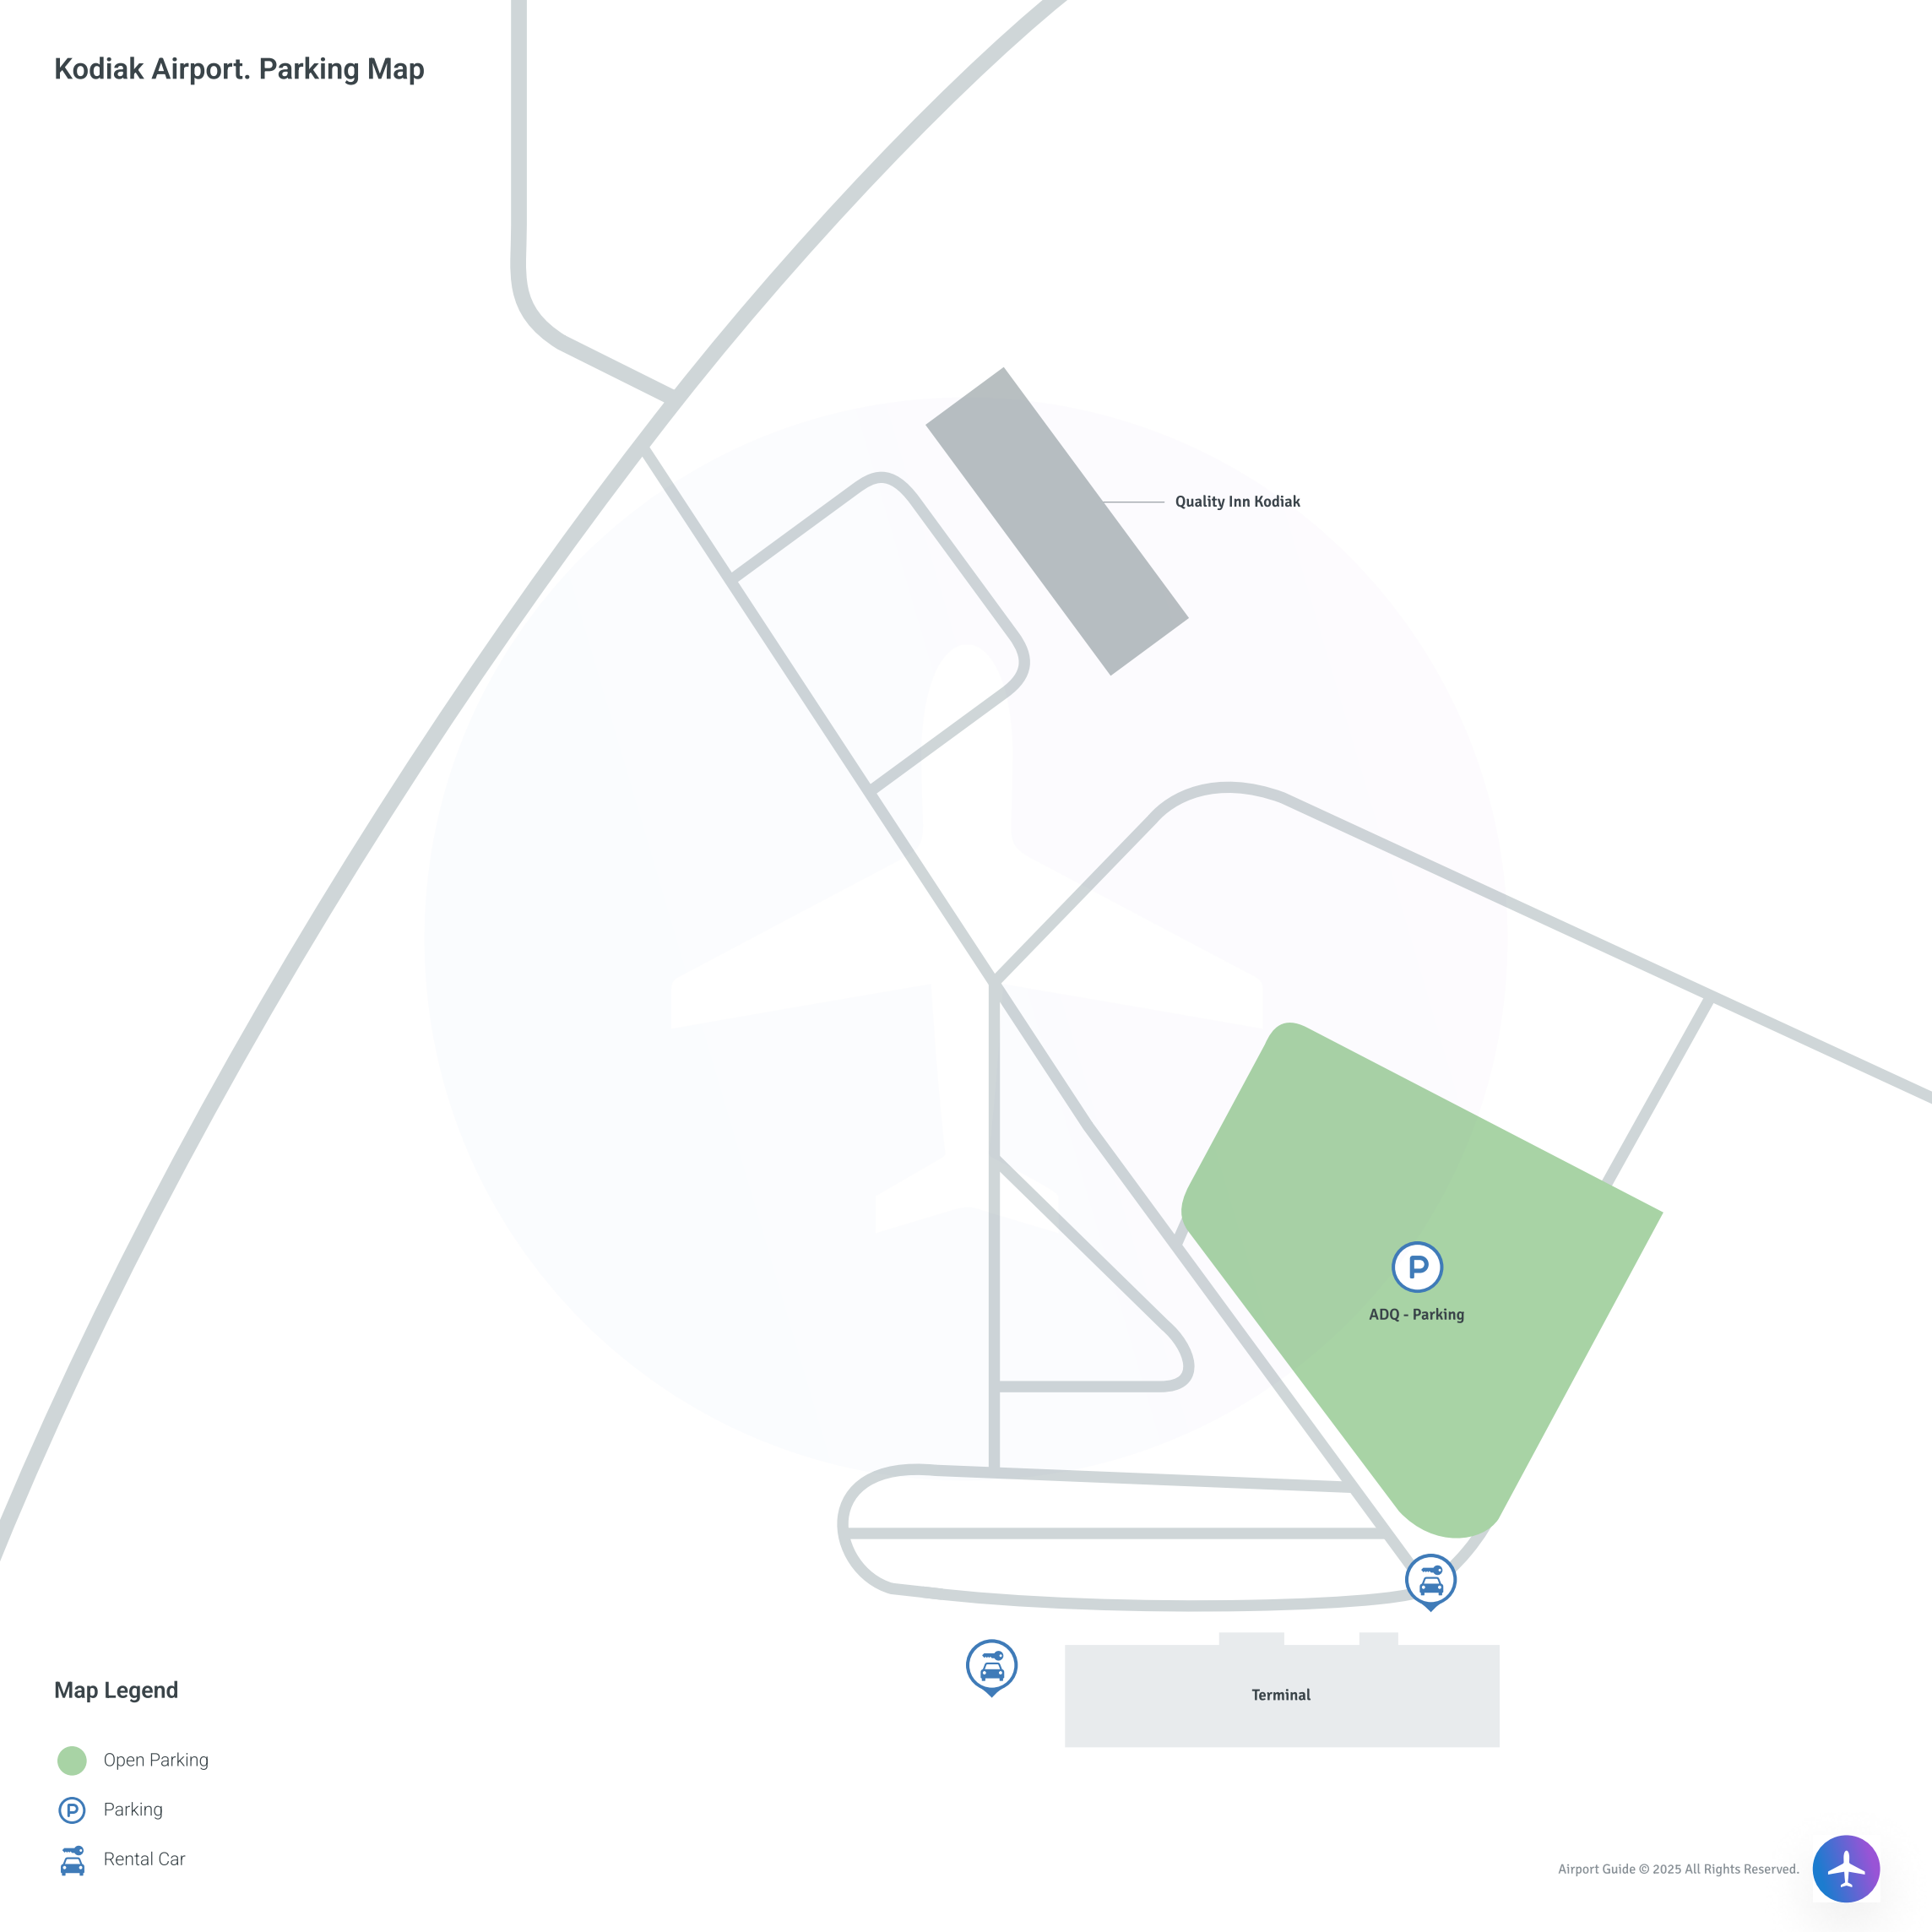 Kodiak Airport. Parking Map
Quality Inn Kodiak
P
ADQ - Parking
Terminal
Map Legend
Open Parking
P
Parking
Rental Car
Airport Guide © 2025 All Rights Reserved.